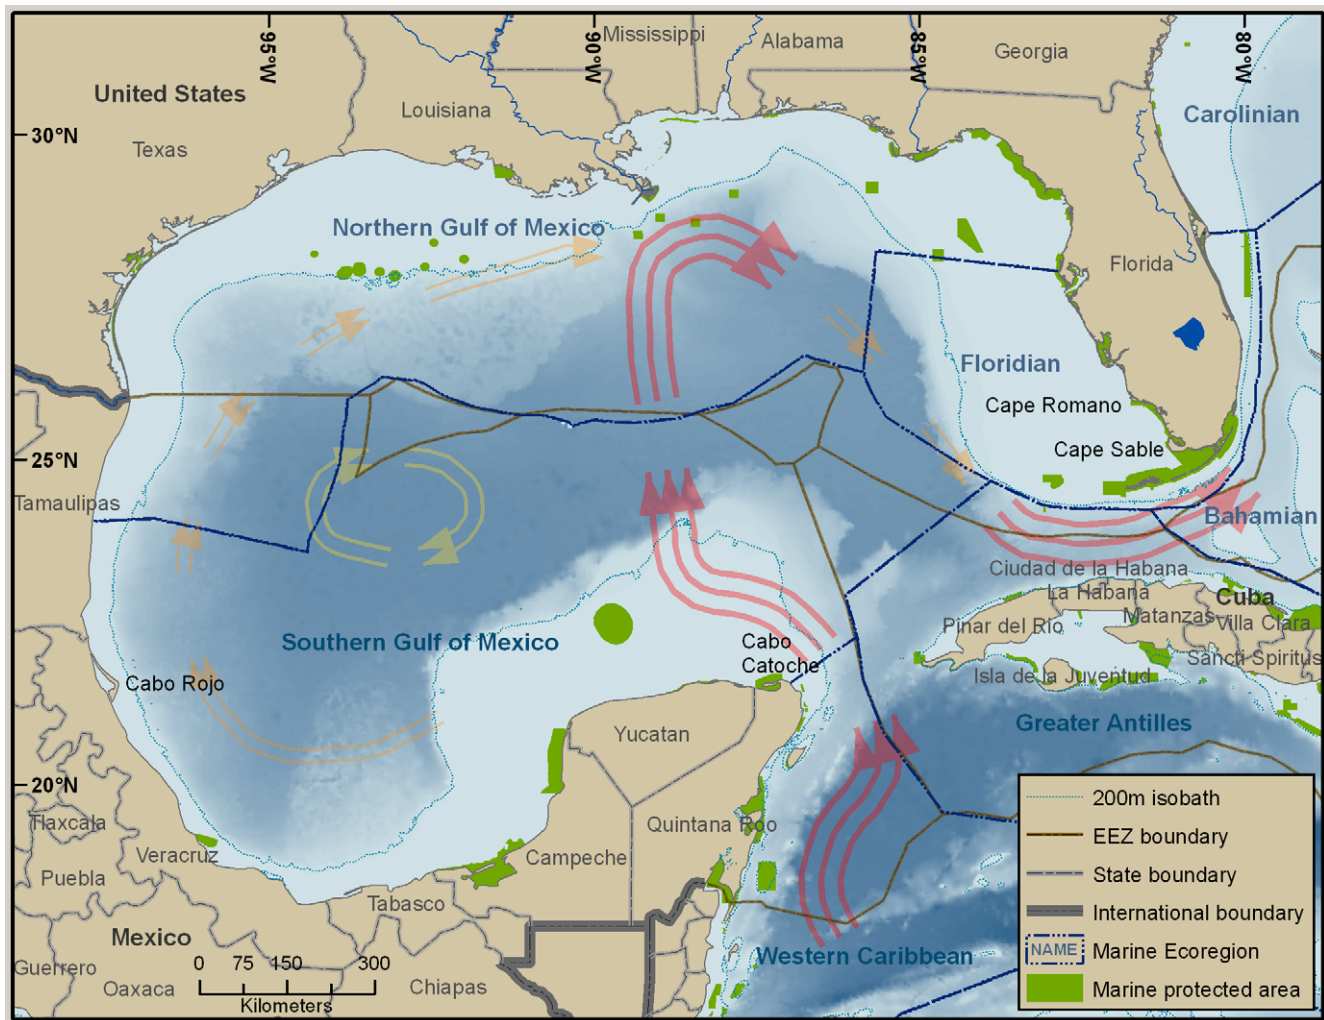 95°W
90°W
85°W
80°W
Mississippi
Alabama
Georgia
United States
Louisiana
Carolinian
30°N
Texas
Northern Gulf of Mexico
Florida
Floridian
Cape Romano
Cape Sable
25°N
Tamaulipas
Bahamian
Ciudad de la Habana
La Habana
Cuba
Matanzas
Villa Clara
Pinar del Río
Southern Gulf of Mexico
Cabo
Catoche
Sancti-Spiritus
Isla de la Juventud
Cabo Rojo
Greater Antilles
Yucatan
20°N
Tlaxcala
Quintana Roo
Veracruz
Campeche
Puebla
Tabasco
Mexico
Western Caribbean
Guerrero
Oaxaca
Chiapas
0 75 150 300
Kilometers
200m isobath
EEZ boundary
State boundary
International boundary
NAME Marine Ecoregion
Marine protected area